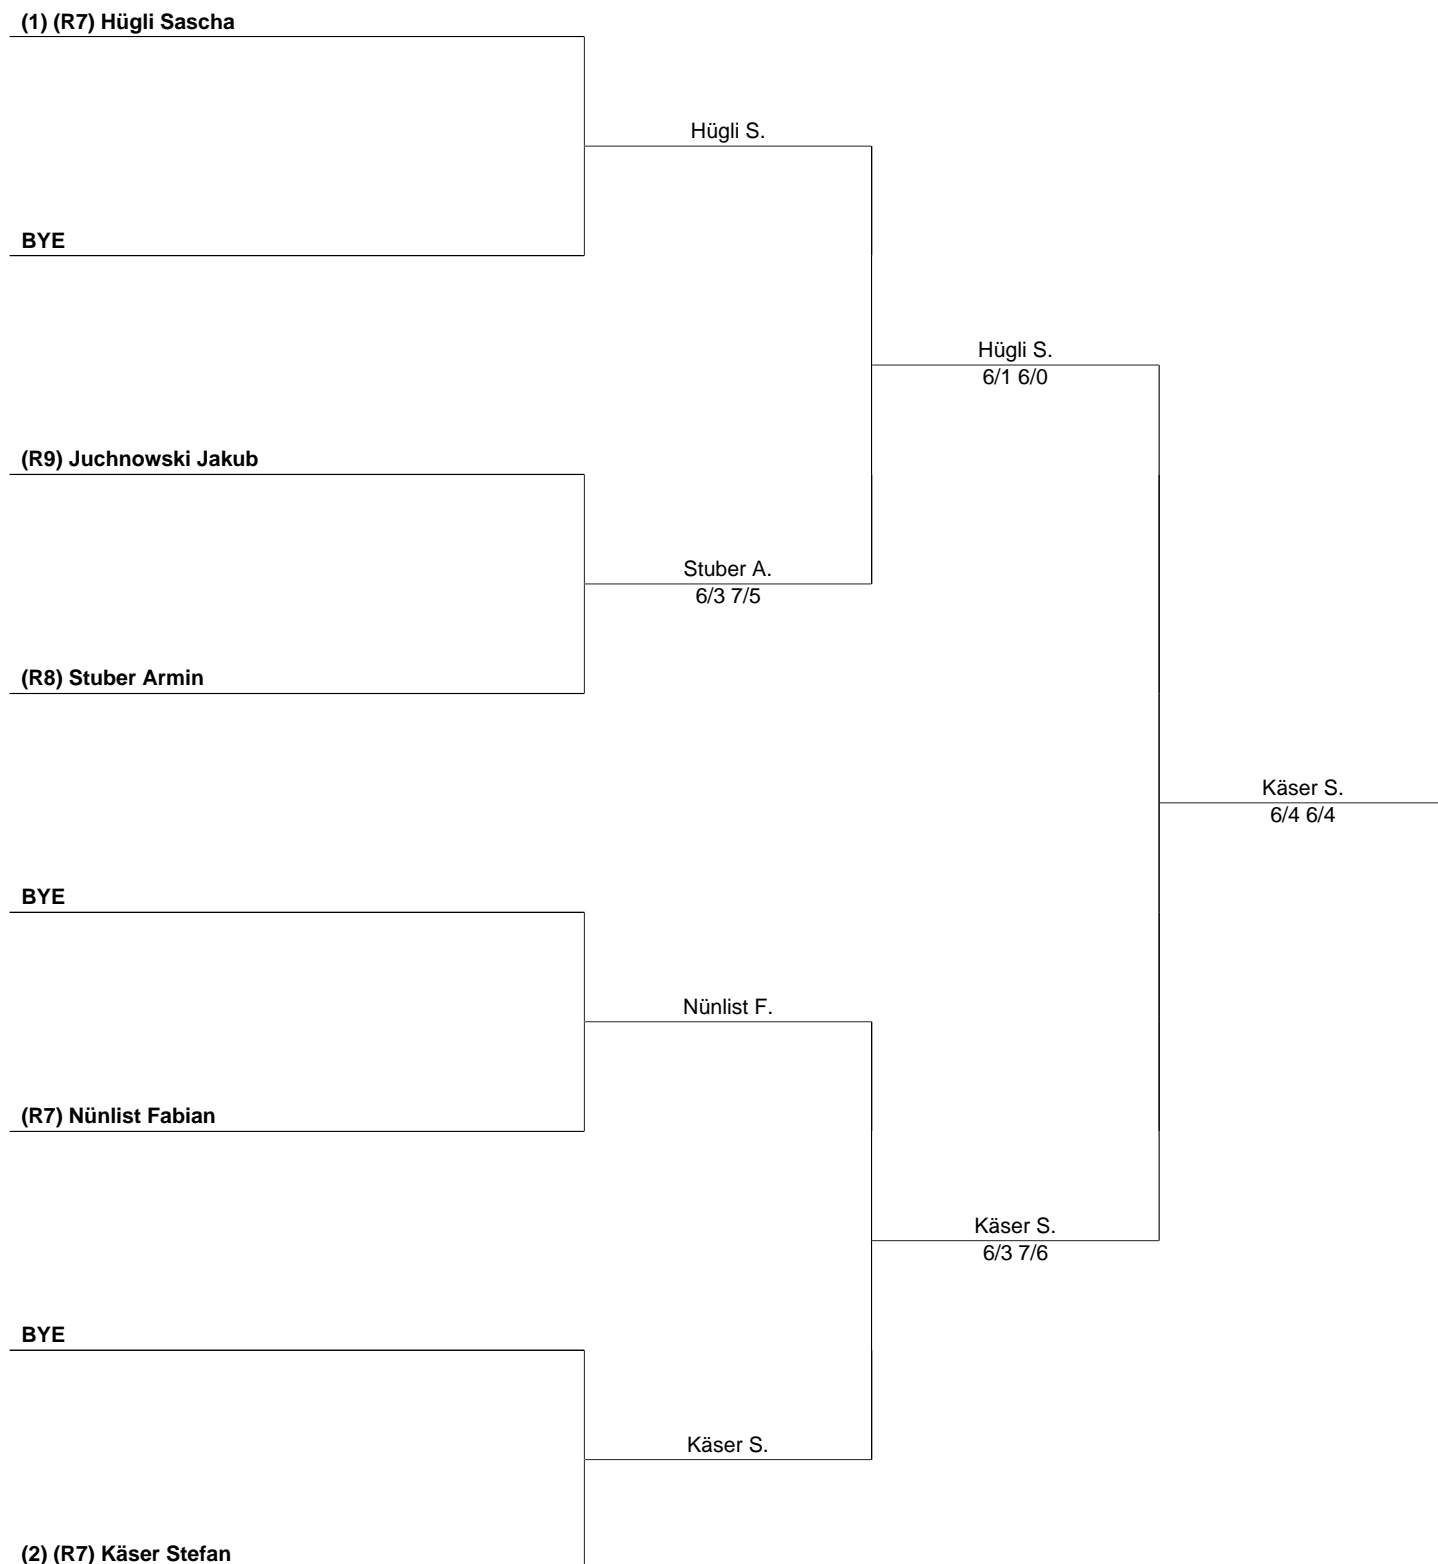 (1) (R7) Hügli Sascha
Hügli S.
BYE
Hügli S.
6/1 6/0
(R9) Juchnowski Jakub
Stuber A.
6/3 7/5
(R8) Stuber Armin
Käser S.
6/4 6/4
BYE
Nünlist F.
(R7) Nünlist Fabian
Käser S.
6/3 7/6
BYE
Käser S.
(2) (R7) Käser Stefan